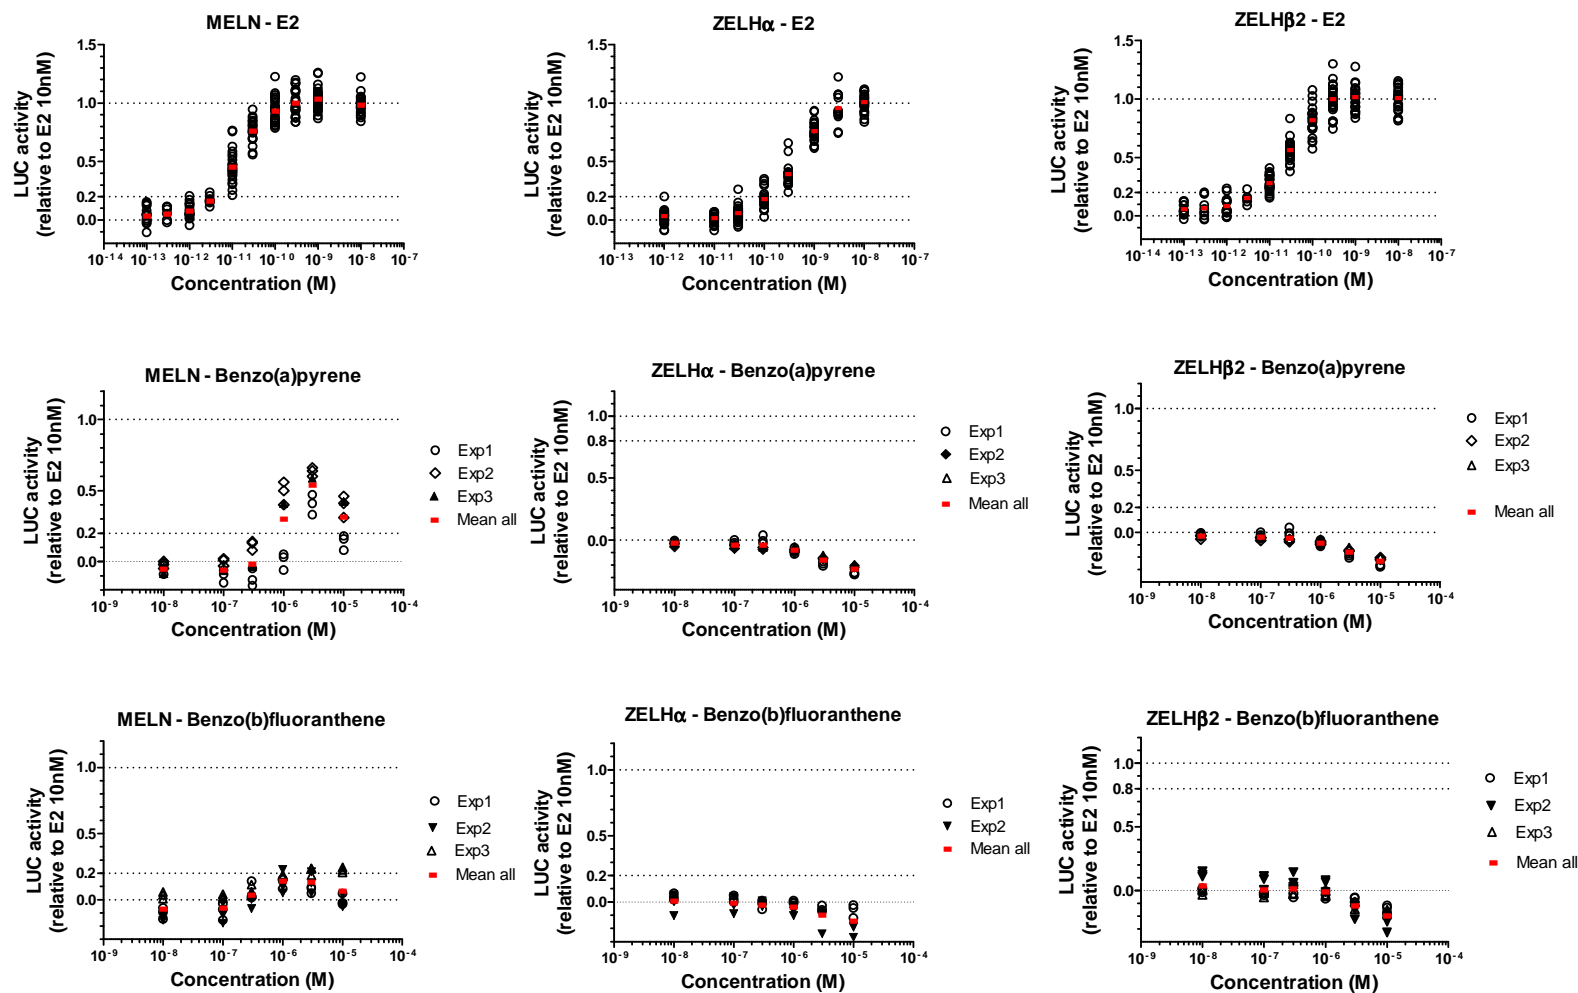 MELN - E2
LUC activity
(relative to E2 10nM)
1.5
1.0
0.5
0.2
0.0
10-14 10-13 10-12 10-11 10-10 10-9 10-8 10-7
Concentration (M)
ZELHα - E2
LUC activity
(relative to E2 10nM)
1.5
1.0
0.5
0.2
0.0
10-13 10-12 10-11 10-10 10-9 10-8 10-7
Concentration (M)
ZELHβ2 - E2
LUC activity
(relative to E2 10nM)
1.5
1.0
0.5
0.2
0.0
10-14 10-13 10-12 10-11 10-10 10-9 10-8 10-7
Concentration (M)
MELN - Benzo(a)pyrene
LUC activity
(relative to E2 10nM)
1.0
0.5
0.2
0.0
10-9 10-8 10-7 10-6 10-5 10-4
Concentration (M)
Exp1
Exp2
Exp3
Mean all
ZELHα - Benzo(a)pyrene
LUC activity
(relative to E2 10nM)
1.0
0.8
0.5
0.0
10-9 10-8 10-7 10-6 10-5 10-4
Concentration (M)
Exp1
Exp2
Exp3
Mean all
ZELHβ2 - Benzo(a)pyrene
LUC activity
(relative to E2 10nM)
1.0
0.5
0.2
0.0
10-9 10-8 10-7 10-6 10-5 10-4
Concentration (M)
Exp1
Exp2
Exp3
Mean all
MELN - Benzo(b)fluoranthene
LUC activity
(relative to E2 10nM)
1.0
0.5
0.2
0.0
10-9 10-8 10-7 10-6 10-5 10-4
Concentration (M)
Exp1
Exp2
Exp3
Mean all
ZELHα - Benzo(b)fluoranthene
LUC activity
(relative to E2 10nM)
1.0
0.5
0.2
0.0
10-9 10-8 10-7 10-6 10-5 10-4
Concentration (M)
Exp1
Exp2
Mean all
ZELHβ2 - Benzo(b)fluoranthene
LUC activity
(relative to E2 10nM)
1.0
0.8
0.5
0.0
10-9 10-8 10-7 10-6 10-5 10-4
Concentration (M)
Exp1
Exp2
Exp3
Mean all